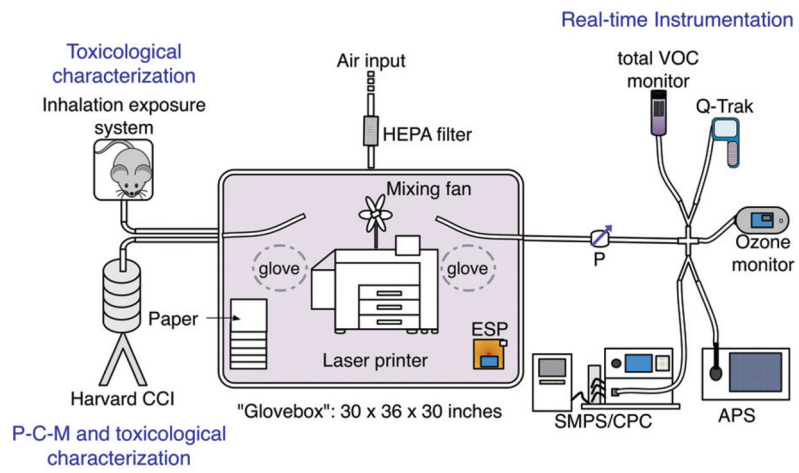 Real-time Instrumentation
Toxicological
characterization
Inhalation exposure
system
Air input
HEPA filter
total VOC
monitor
Q-Trak
Mixing fan
glove
glove
P
Ozone
monitor
Paper
Laser printer
ESP
Harvard CCI
"Glovebox": 30 x 36 x 30 inches
SMPS/CPC
APS
P-C-M and toxicological
characterization